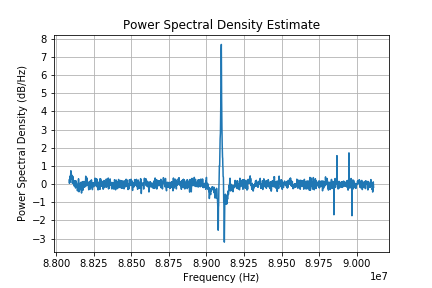 Power Spectral Density Estimate
Power Spectral Density (dB/Hz)
8
7
6
5
4
3
2
1
0
−1
−2
−3
8.800 8.825 8.850 8.875 8.900 8.925 8.950 8.975 9.000
1e7
Frequency (Hz)